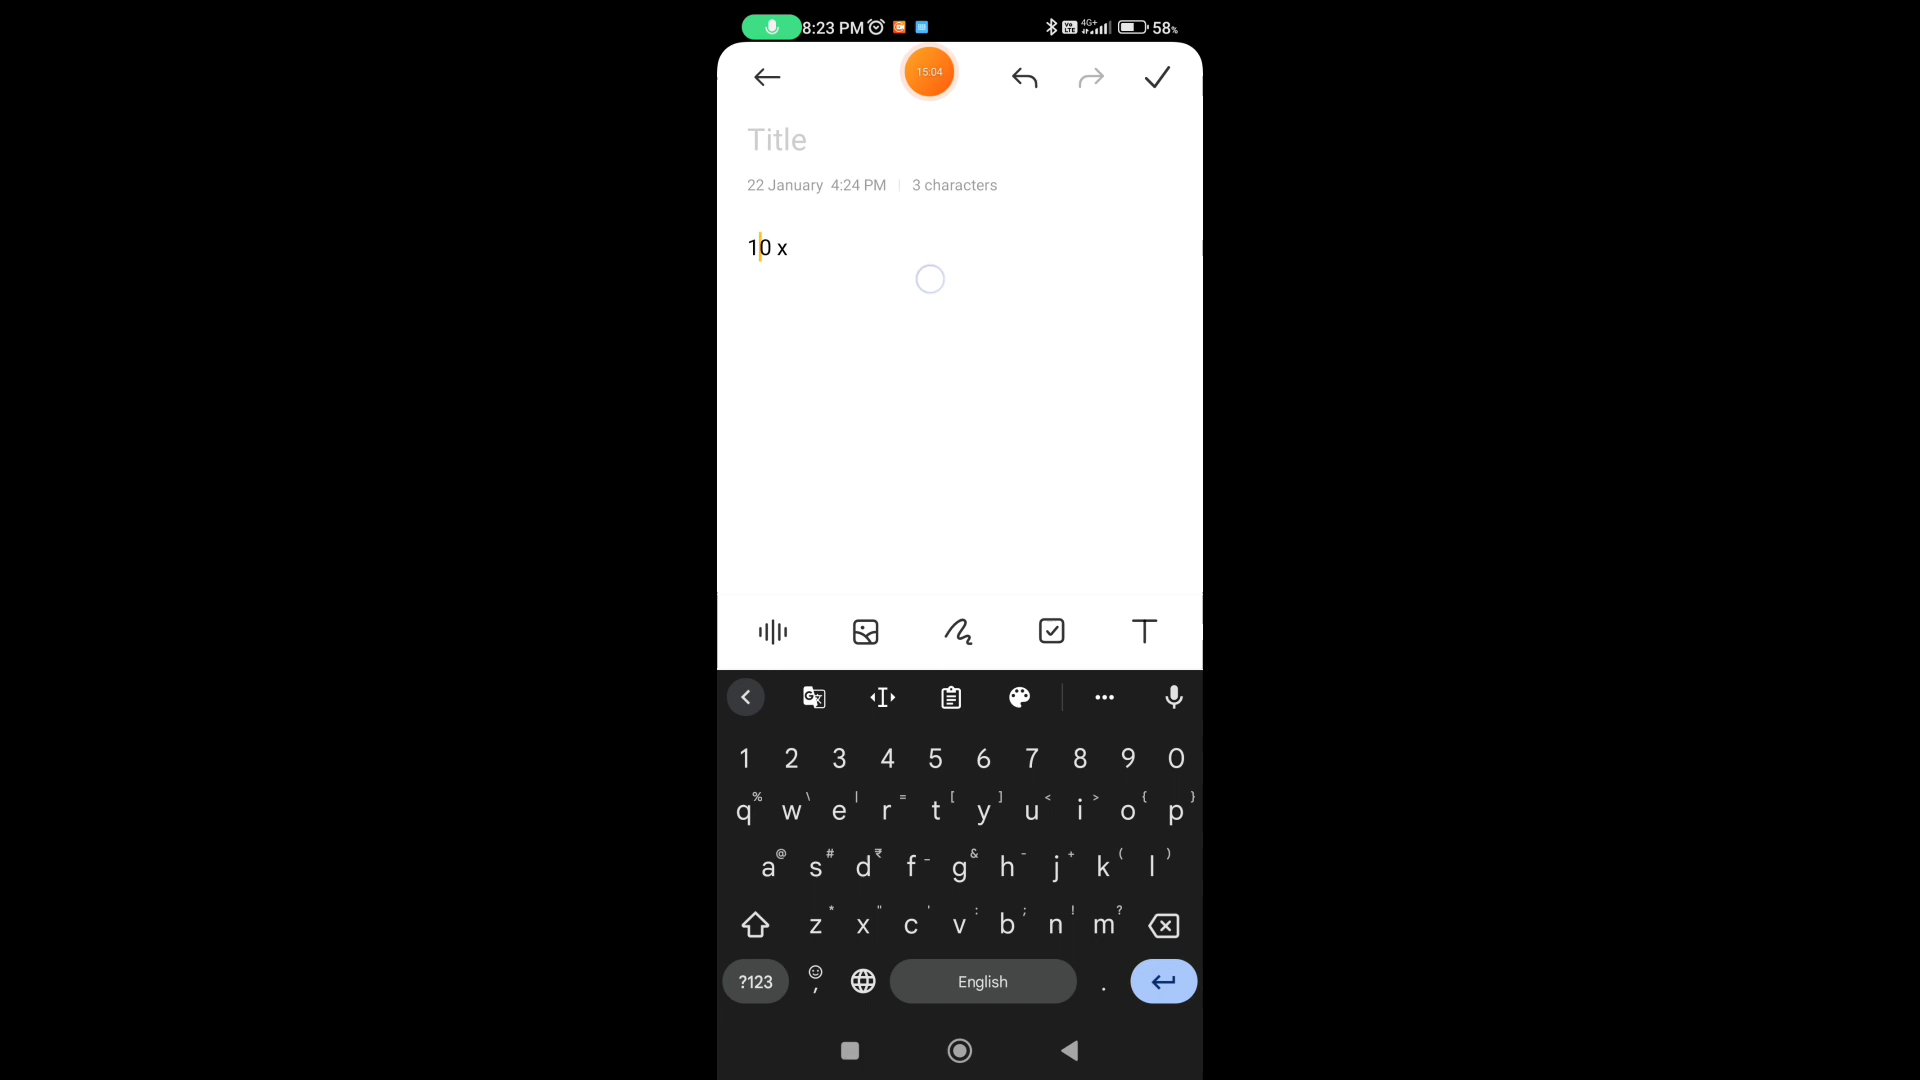 8:23 PM 4G+ 58%
15:04
Title
22 January 4:24 PM | 3 characters
10 x
1 2 3 4 5 6 7 8 9 0
q % w \ e | r = t [ y ] u < i > o { p }
a @ s # d ₹ f _ g & h - j + k ( l )
z * x " c ' v : b ; n ! m ?
?123 , English .